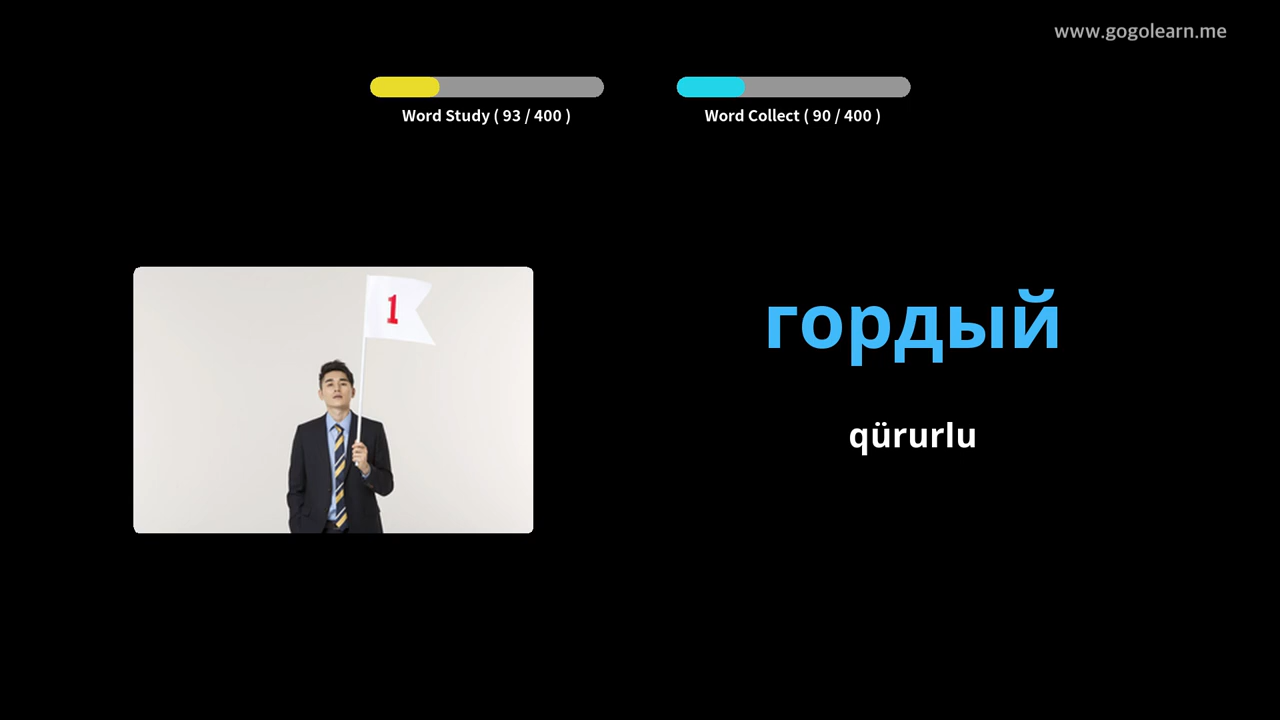 www.gogolearn.me
Word Study ( 93 / 400 )
Word Collect ( 90 / 400 )
1
гордый
qürurlu